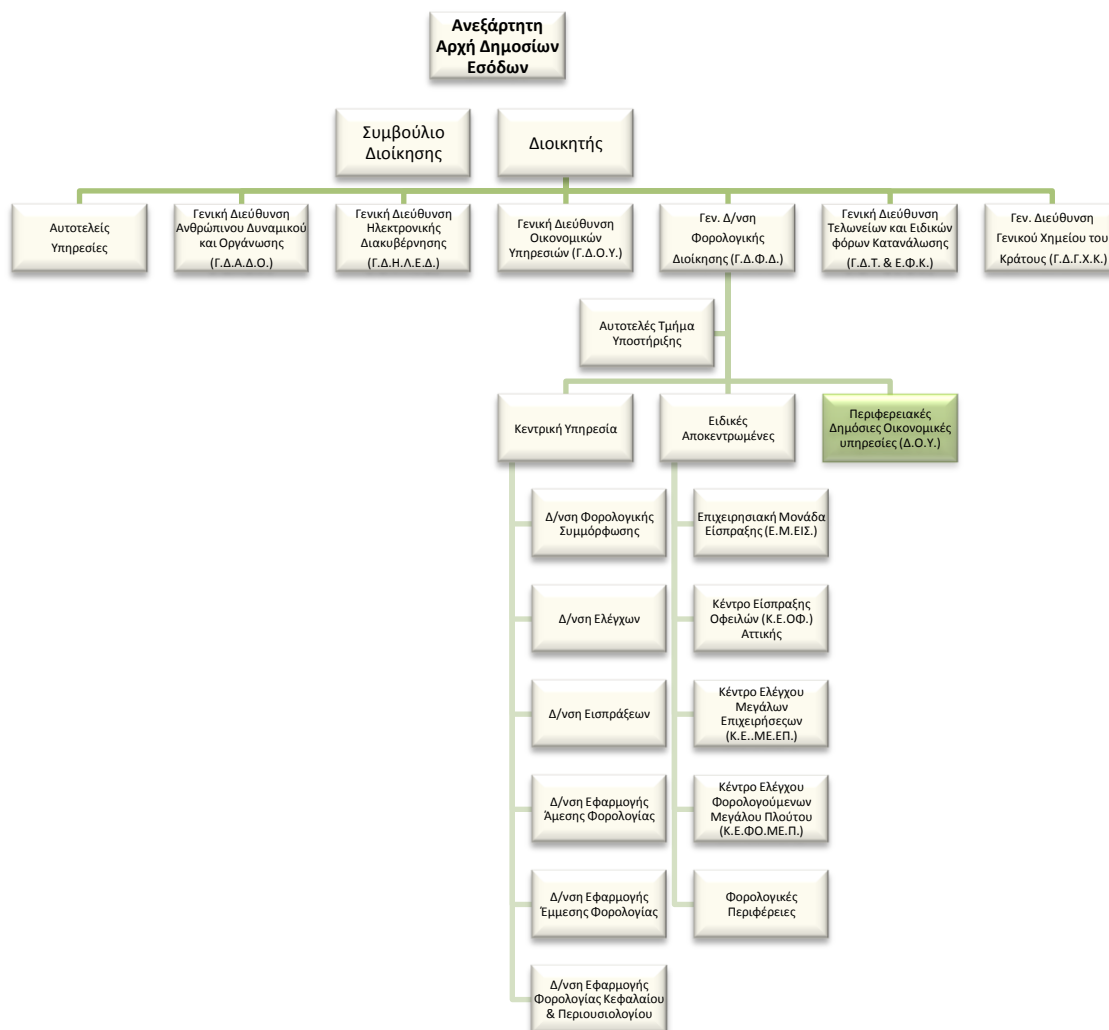 Ανεξάρτητη
Αρχή Δημοσίων
Εσόδων
Συμβούλιο
Διοίκησης
Διοικητής
Αυτοτελείς
Υπηρεσίες
Γενική Διεύθυνση
Ανθρώπινου Δυναμικού
και Οργάνωσης
(Γ.Δ.Α.Δ.Ο.)
Γενική Διεύθυνση
Ηλεκτρονικής
Διακυβέρνησης
(Γ.Δ.Η.Λ.Ε.Δ.)
Γενική Διεύθυνση
Οικονομικών
Υπηρεσιών (Γ.Δ.Ο.Υ.)
Γεν. Δ/νση
Φορολογικής
Διοίκησης (Γ.Δ.Φ.Δ.)
Γενική Διεύθυνση
Τελωνείων και Ειδικών
φόρων Κατανάλωσης
(Γ.Δ.Τ. & Ε.Φ.Κ.)
Γεν. Διεύθυνση
Γενικού Χημείου του
Κράτους (Γ.Δ.Γ.Χ.Κ.)
Αυτοτελές Τμήμα
Υποστήριξης
Κεντρική Υπηρεσία
Ειδικές
Αποκεντρωμένες
Περιφερειακές
Δημόσιες Οικονομικές
υπηρεσίες (Δ.Ο.Υ.)
Δ/νση Φορολογικής
Συμμόρφωσης
Δ/νση Ελέγχων
Δ/νση Εισπράξεων
Δ/νση Εφαρμογής
Άμεσης Φορολογίας
Δ/νση Εφαρμογής
Έμμεσης Φορολογίας
Δ/νση Εφαρμογής
Φορολογίας Κεφαλαίου
& Περιουσιολογίου
Επιχειρησιακή Μονάδα
Είσπραξης (Ε.Μ.ΕΙΣ.)
Κέντρο Είσπραξης
Οφειλών (Κ.Ε.ΟΦ.)
Αττικής
Κέντρο Ελέγχου
Μεγάλων
Επιχειρήσεςων
(Κ.Ε..ΜΕ.ΕΠ.)
Κέντρο Ελέγχου
Φορολογούμενων
Μεγάλου Πλούτου
(Κ.Ε.ΦΟ.ΜΕ.Π.)
Φορολογικές
Περιφέρειες